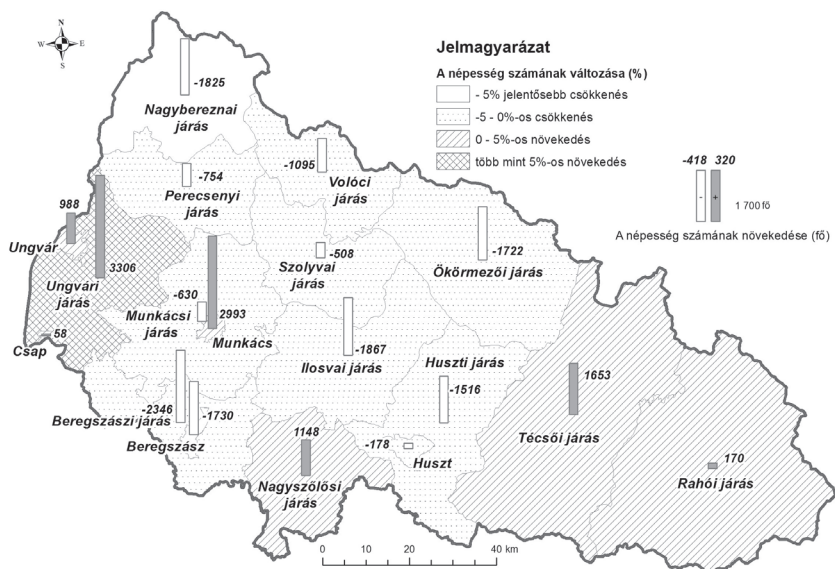 N
W E
S
Jelmagyarázat
A népesség számának változása (%)
- 5% jelentősebb csökkenés
-5 - 0%-os csökkenés
0 - 5%-os növekedés
több mint 5%-os növekedés
-418 320
- +
1 700 fő
A népesség számának növekedése (fő)
-1825
Nagybereznai
járás
-754
Perecsenyi
járás
-1095
Volóci
járás
988
Ungvár
3306
Ungvári
járás
-508
Szolyvai
járás
-1722
Ökörmezői járás
-630
Munkácsi
járás
2993
Munkács
58
Csap
-1867
Ilosvai járás
Huszti járás
-1516
1653
Técsői járás
-2346
Beregszászi járás
-1730
Beregszász
1148
Nagyszőlősi
járás
-178
Huszt
170
Rahói járás
0 20 40 km